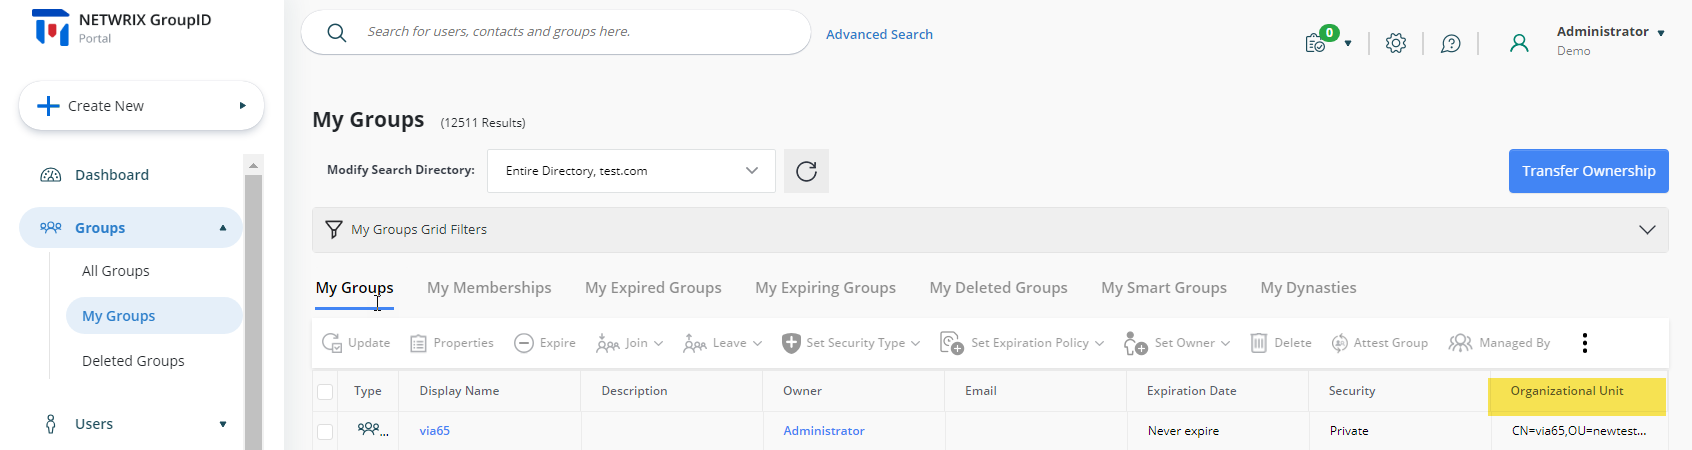 NETWRIX GroupID
Portal
Search for users, contacts and groups here.
Advanced Search
0
Administrator
Demo
Create New
My Groups (12511 Results)
Modify Search Directory: Entire Directory, test.com
Transfer Ownership
Dashboard
Groups
All Groups
My Groups
Deleted Groups
Users
My Groups Grid Filters
My Groups My Memberships My Expired Groups My Expiring Groups My Deleted Groups My Smart Groups My Dynasties
Update Properties Expire Join Leave Set Security Type Set Expiration Policy Set Owner Delete Attest Group Managed By
Type Display Name Description Owner Email Expiration Date Security Organizational Unit
... via65 Administrator Never expire Private CN=via65,OU=newtest...